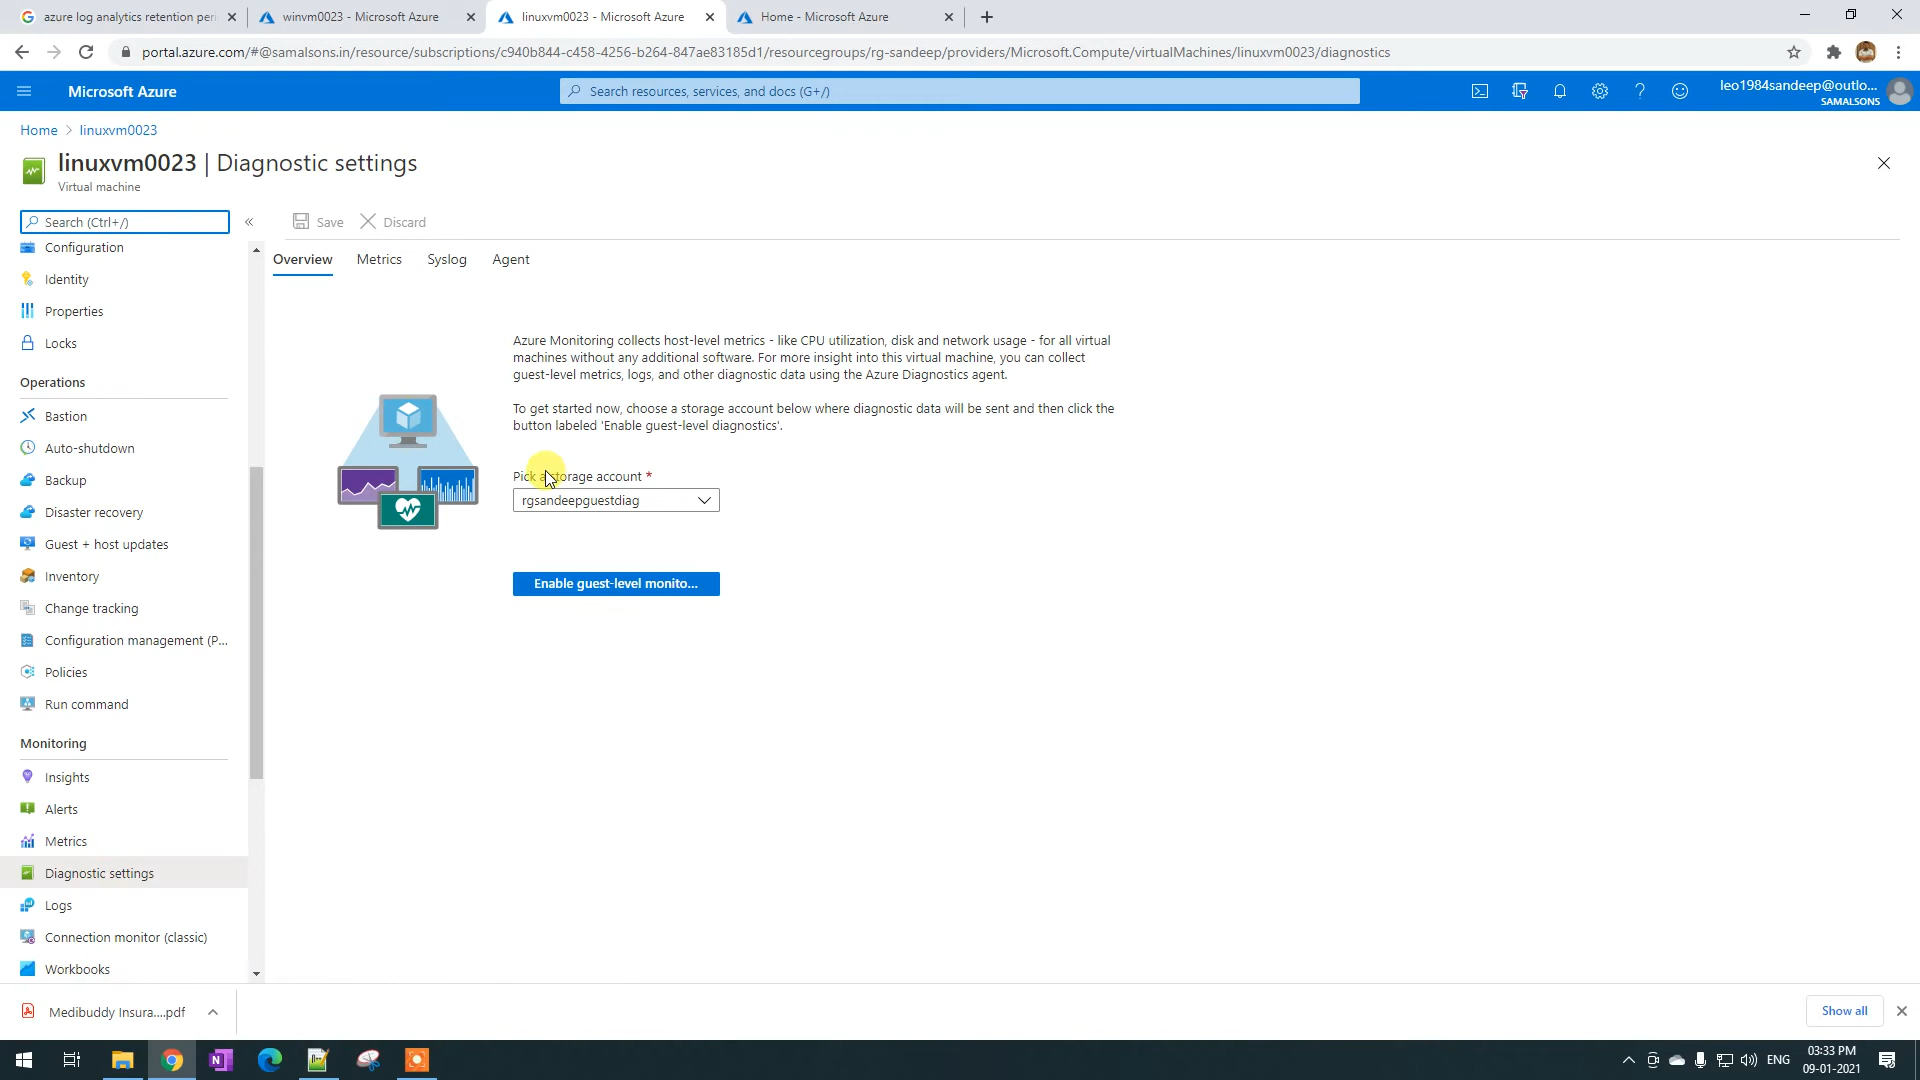 azure log analytics retention per
winvm0023 - Microsoft Azure
linuxvm0023 - Microsoft Azure
Home - Microsoft Azure
portal.azure.com/#@samalsons.in/resource/subscriptions/c940b844-c458-4256-b264-847ae83185d1/resourcegroups/rg-sandeep/providers/Microsoft.Compute/virtualMachines/linuxvm0023/diagnostics
Microsoft Azure
Search resources, services, and docs (G+/)
leo1984sandeep@outlo...
SAMALSONS
Home > linuxvm0023
linuxvm0023 | Diagnostic settings
Virtual machine
Search (Ctrl+/)
«
Save
Discard
Configuration
Identity
Properties
Locks
Operations
Bastion
Auto-shutdown
Backup
Disaster recovery
Guest + host updates
Inventory
Change tracking
Configuration management (P...
Policies
Run command
Monitoring
Insights
Alerts
Metrics
Diagnostic settings
Logs
Connection monitor (classic)
Workbooks
Overview
Metrics
Syslog
Agent
Azure Monitoring collects host-level metrics - like CPU utilization, disk and network usage - for all virtual
machines without any additional software. For more insight into this virtual machine, you can collect
guest-level metrics, logs, and other diagnostic data using the Azure Diagnostics agent.
To get started now, choose a storage account below where diagnostic data will be sent and then click the
button labeled 'Enable guest-level diagnostics'.
Pick a storage account *
rgsandeepguestdiag
Enable guest-level monito...
Medibuddy Insura....pdf
Show all
ENG
03:33 PM
09-01-2021